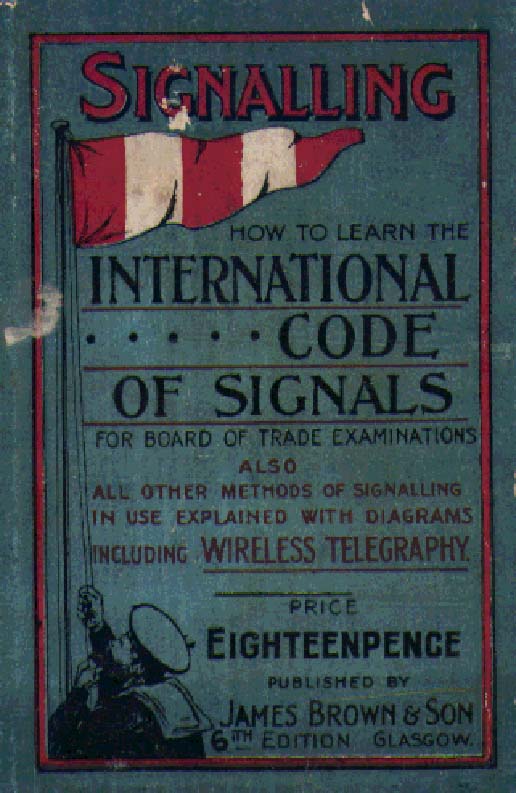 SIGNALLING
HOW TO LEARN THE
INTERNATIONAL
. . . . . . CODE
OF SIGNALS
FOR BOARD OF TRADE EXAMINATIONS
ALSO
ALL OTHER METHODS OF SIGNALLING
IN USE EXPLAINED WITH DIAGRAMS
INCLUDING WIRELESS TELEGRAPHY.
PRICE
EIGHTEENPENCE
PUBLISHED BY
JAMES BROWN & SON
6TH EDITION GLASGOW.